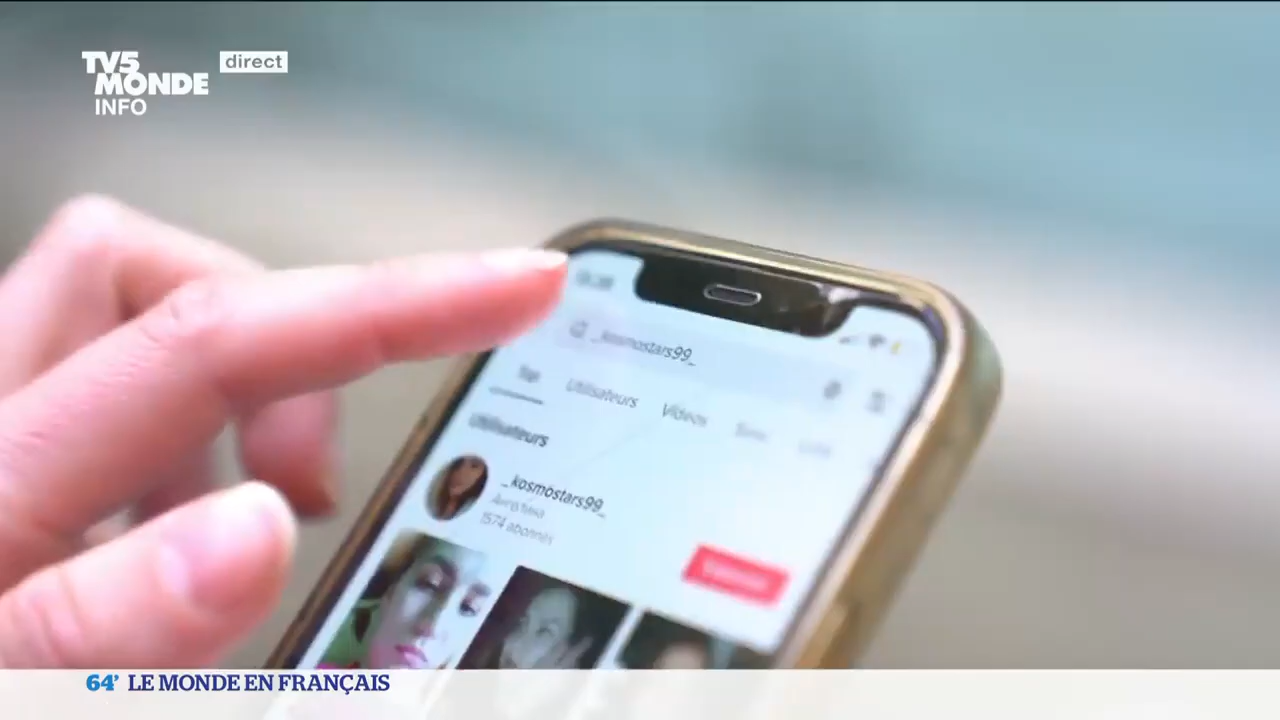 TV5
MONDE
INFO
direct
_kosmostars99_
Top
Utilisateurs
Vidéos
Utilisateurs
_kosmostars99_
1574 abonnés
64' LE MONDE EN FRANÇAIS